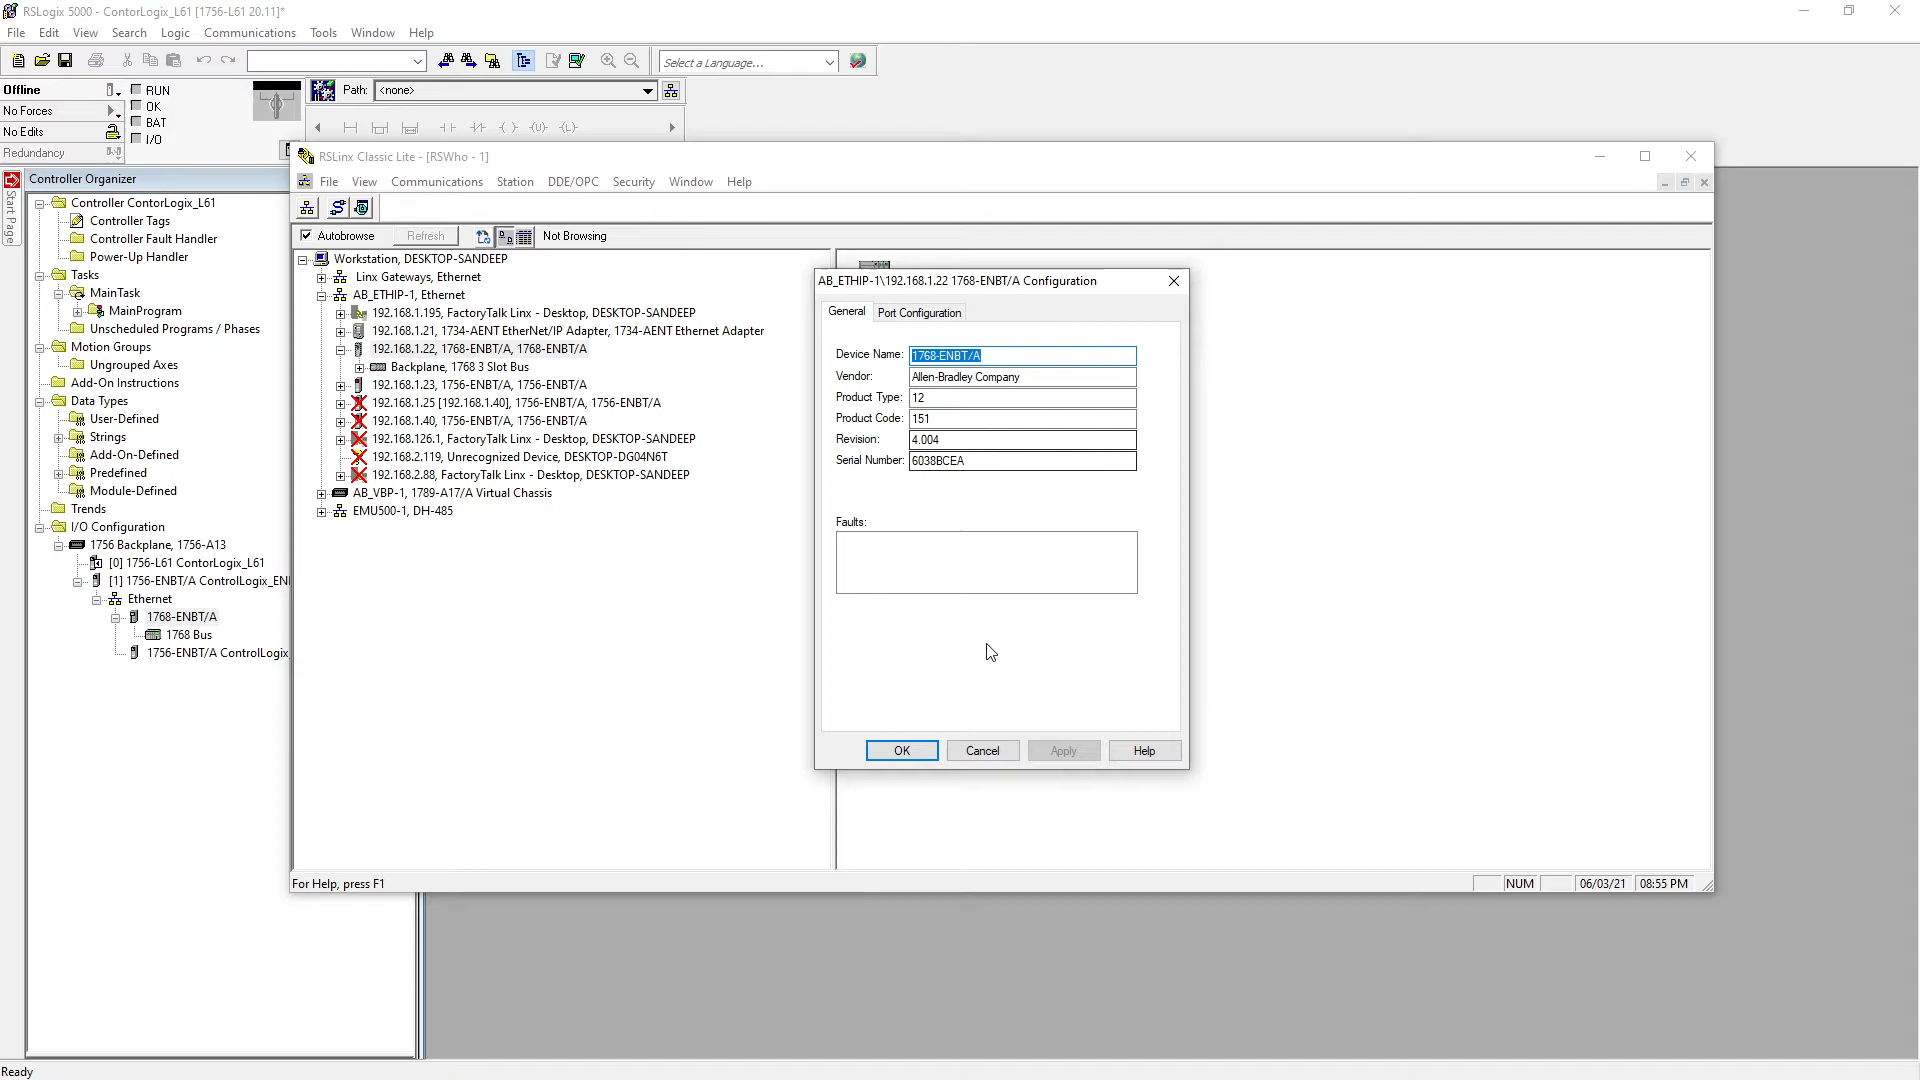 RSLogix 5000 - ContorLogix_L61 [1756-L61 20.11]*
File Edit View Search Logic Communications Tools Window Help
Select a Language...
Offline
RUN
Path: <none>
No Forces
OK
BAT
No Edits
I/O
Redundancy
Start Page
Controller Organizer
Controller ContorLogix_L61
Controller Tags
Controller Fault Handler
Power-Up Handler
Tasks
MainTask
MainProgram
Unscheduled Programs / Phases
Motion Groups
Ungrouped Axes
Add-On Instructions
Data Types
User-Defined
Strings
Add-On-Defined
Predefined
Module-Defined
Trends
I/O Configuration
1756 Backplane, 1756-A13
[0] 1756-L61 ContorLogix_L61
[1] 1756-ENBT/A ControlLogix_EN
Ethernet
1768-ENBT/A
1768 Bus
1756-ENBT/A ControlLogix_
RSLinx Classic Lite - [RSWho - 1]
File View Communications Station DDE/OPC Security Window Help
Autobrowse Refresh Not Browsing
Workstation, DESKTOP-SANDEEP
Linx Gateways, Ethernet
AB_ETHIP-1, Ethernet
192.168.1.195, FactoryTalk Linx - Desktop, DESKTOP-SANDEEP
192.168.1.21, 1734-AENT EtherNet/IP Adapter, 1734-AENT Ethernet Adapter
192.168.1.22, 1768-ENBT/A, 1768-ENBT/A
Backplane, 1768 3 Slot Bus
192.168.1.23, 1756-ENBT/A, 1756-ENBT/A
192.168.1.25 [192.168.1.40], 1756-ENBT/A, 1756-ENBT/A
192.168.1.40, 1756-ENBT/A, 1756-ENBT/A
192.168.126.1, FactoryTalk Linx - Desktop, DESKTOP-SANDEEP
192.168.2.119, Unrecognized Device, DESKTOP-DG04N6T
192.168.2.88, FactoryTalk Linx - Desktop, DESKTOP-SANDEEP
AB_VBP-1, 1789-A17/A Virtual Chassis
EMU500-1, DH-485
AB_ETHIP-1\192.168.1.22 1768-ENBT/A Configuration
General Port Configuration
Device Name: 1768-ENBT/A
Vendor: Allen-Bradley Company
Product Type: 12
Product Code: 151
Revision: 4.004
Serial Number: 6038BCEA
Faults:
OK Cancel Apply Help
For Help, press F1
NUM 06/03/21 08:55 PM
Ready